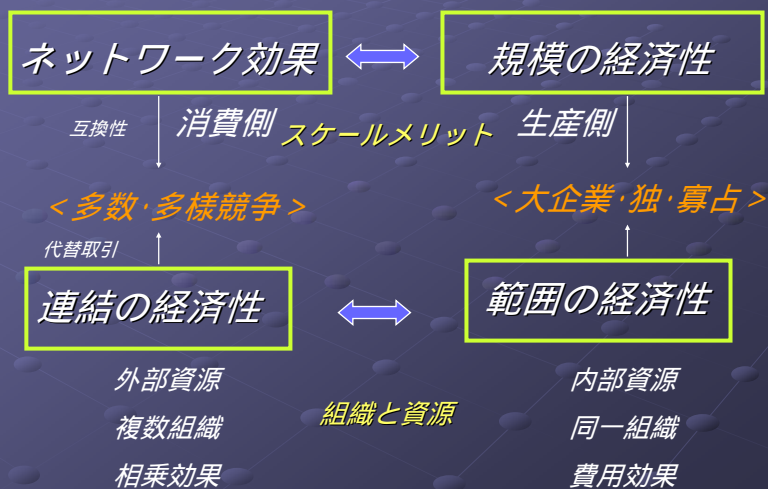 ネットワーク効果
規模の経済性
互換性
消費側
スケールメリット
生産側
<多数･多様競争>
<大企業･独･寡占>
代替取引
連結の経済性
範囲の経済性
外部資源
内部資源
組織と資源
複数組織
同一組織
相乗効果
費用効果